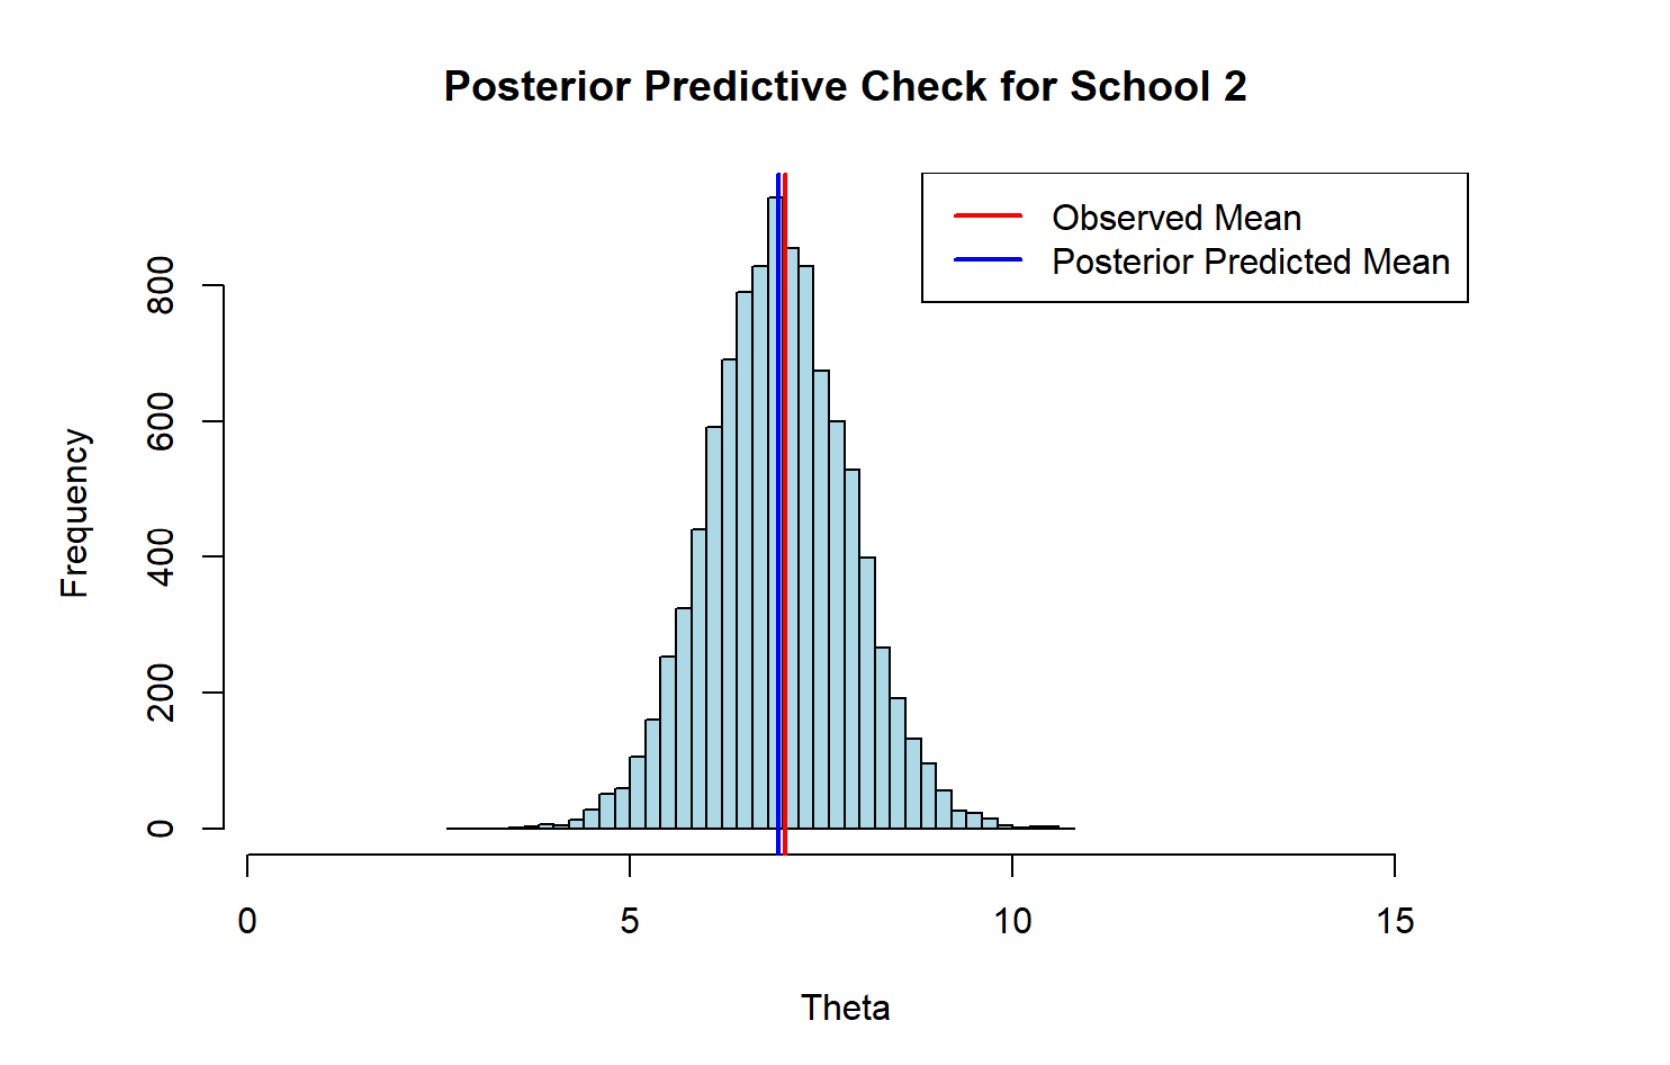 Posterior Predictive Check for School 2
Observed Mean
Posterior Predicted Mean
Frequency
800
600
400
200
0
0 5 10 15
Theta